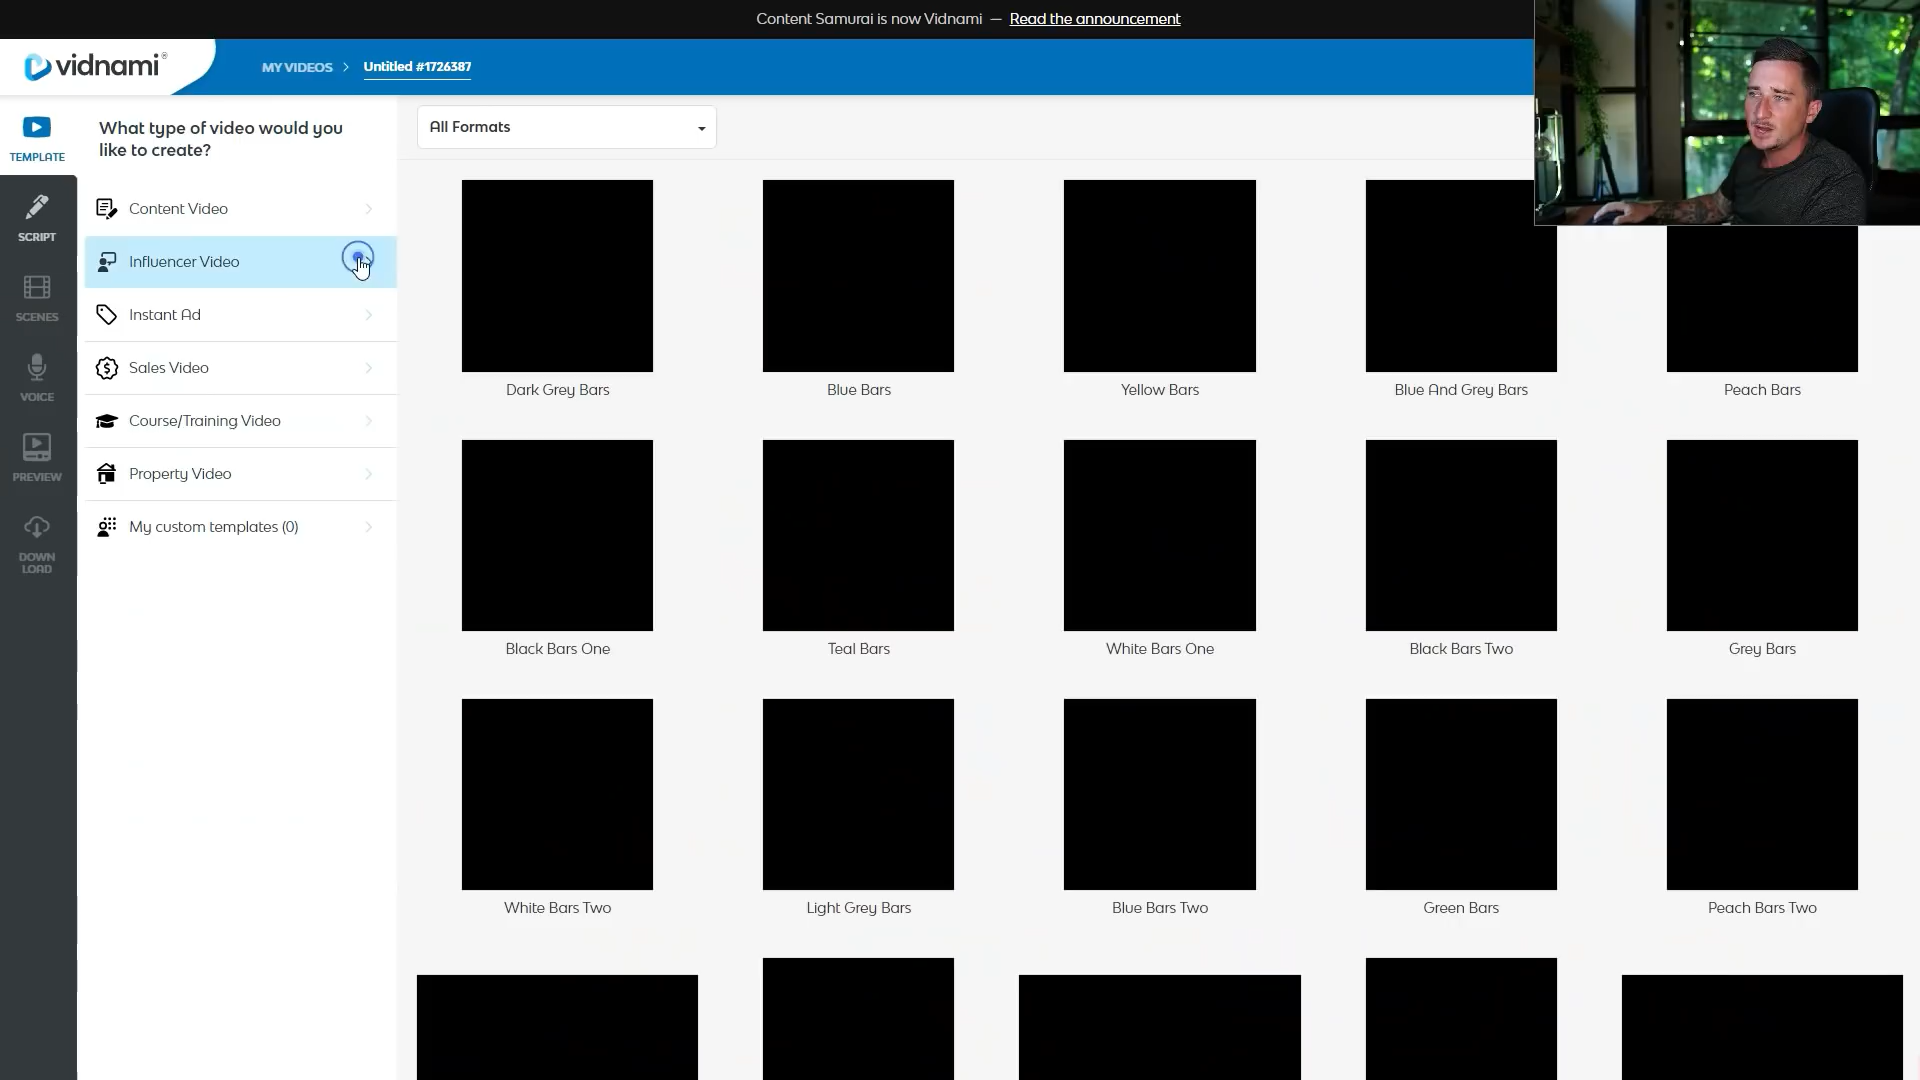 Content Samurai is now Vidnami — Read the announcement
vidnami®
MY VIDEOS > Untitled #1726387
TEMPLATE
SCRIPT
SCENES
VOICE
PREVIEW
DOWN
LOAD
What type of video would you
like to create?
Content Video
Influencer Video
Instant Ad
Sales Video
Course/Training Video
Property Video
My custom templates (0)
All Formats
Dark Grey Bars
Blue Bars
Yellow Bars
Blue And Grey Bars
Peach Bars
Black Bars One
Teal Bars
White Bars One
Black Bars Two
Grey Bars
White Bars Two
Light Grey Bars
Blue Bars Two
Green Bars
Peach Bars Two